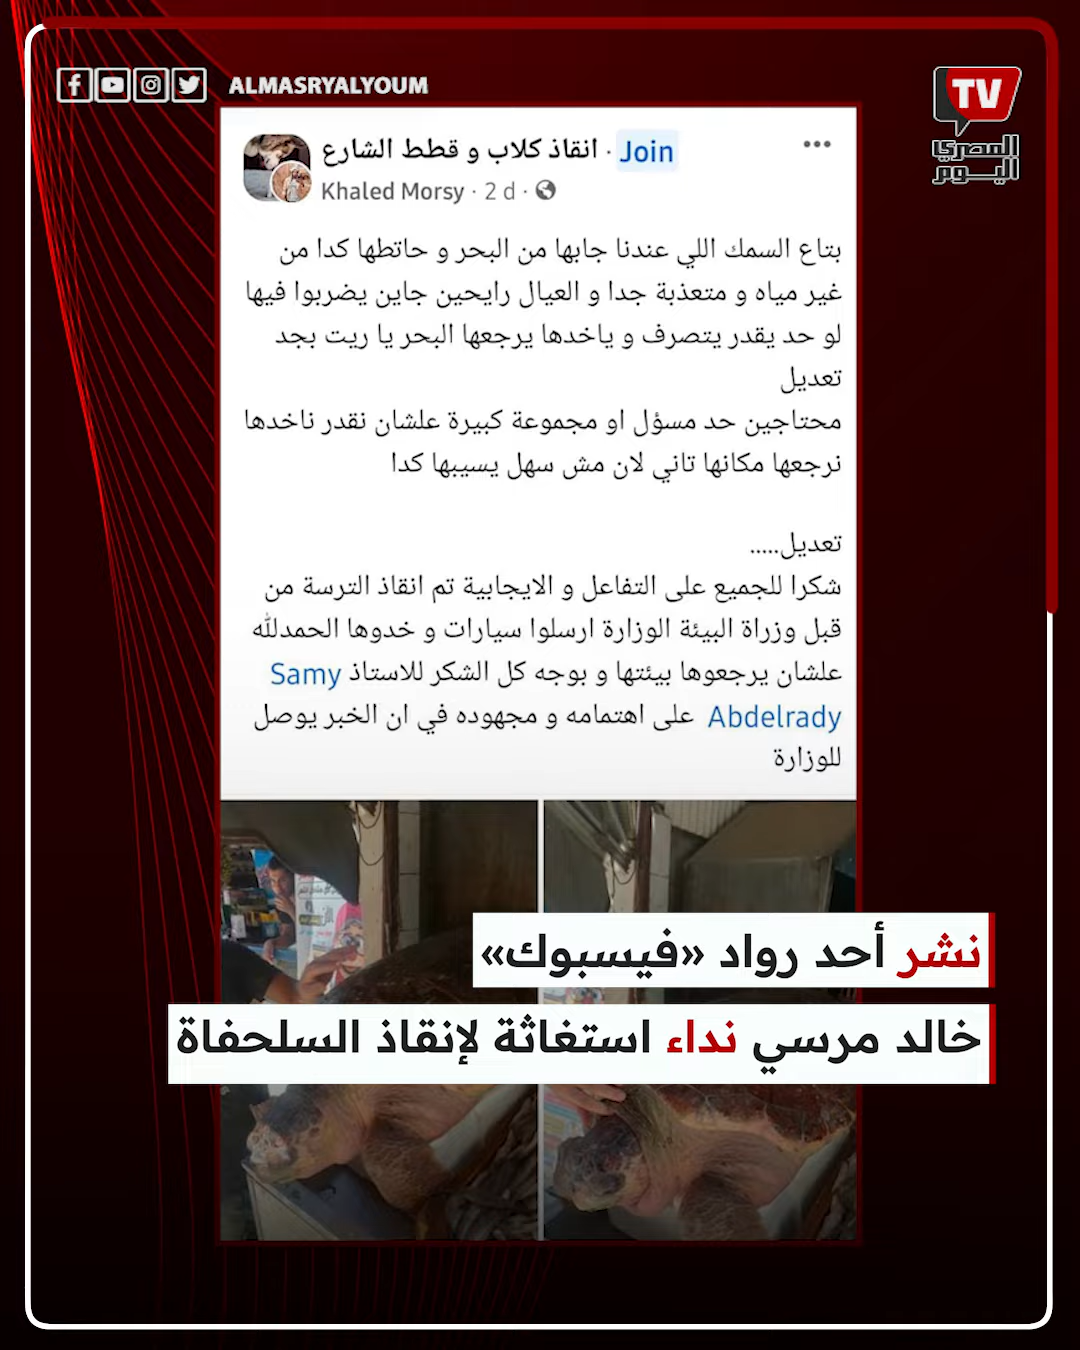 ALMASRYALYOUM
TV
المصري
اليوم
انقاذ كلاب و قطط الشارع · Join
Khaled Morsy · 2 d ·
بتاع السمك اللي عندنا جابها من البحر و حاتطها كدا من
غير مياه و متعذبة جدا و العيال رايحين جاين يضربوا فيها
لو حد يقدر يتصرف و ياخدها يرجعها البحر يا ريت بجد
تعديل
محتاجين حد مسؤل او مجموعة كبيرة علشان نقدر ناخدها
نرجعها مكانها تاني لان مش سهل يسيبها كدا
تعديل.....
شكرا للجميع على التفاعل و الايجابية تم انقاذ الترسة من
قبل وزراة البيئة الوزارة ارسلوا سيارات و خدوها الحمدلله
علشان يرجعوها بيئتها و بوجه كل الشكر للاستاذ Samy
Abdelrady على اهتمامه و مجهوده في ان الخبر يوصل
للوزارة
نشر أحد رواد «فيسبوك»
خالد مرسي نداء استغاثة لإنقاذ السلحفاة